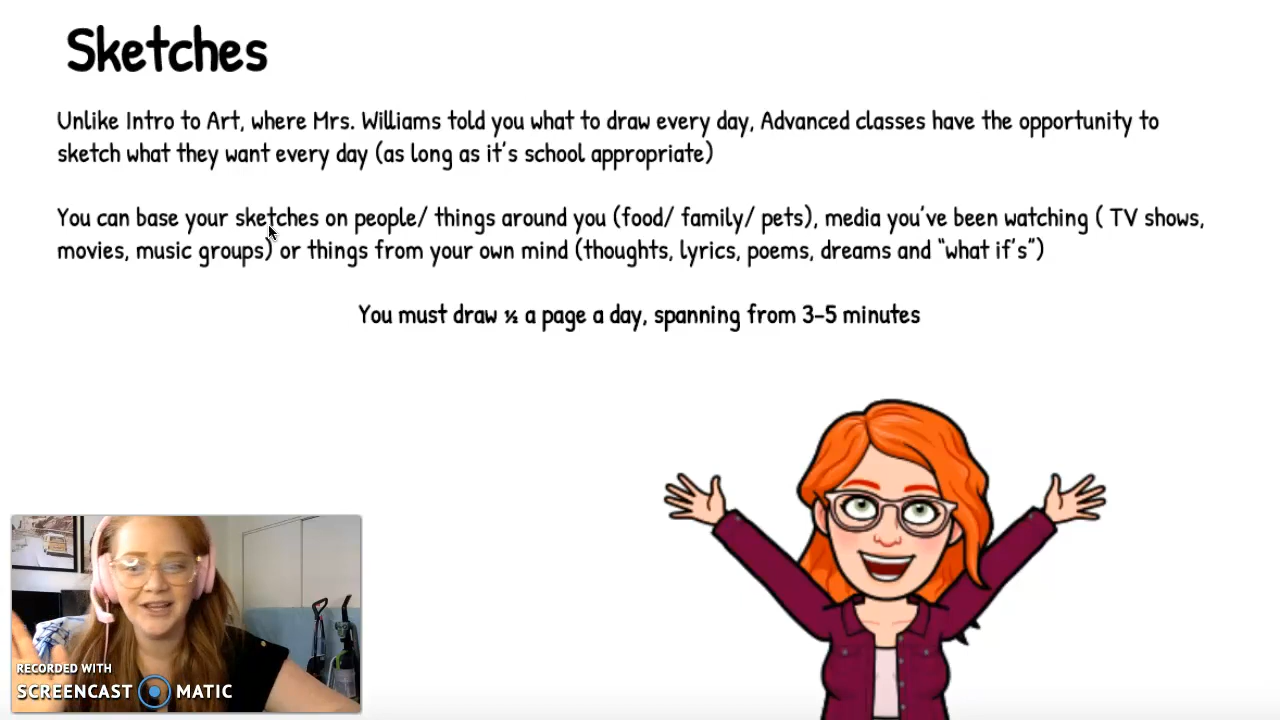 Sketches
Unlike Intro to Art, where Mrs. Williams told you what to draw every day, Advanced classes have the opportunity to
sketch what they want every day (as long as it's school appropriate)
You can base your sketches on people/ things around you (food/ family/ pets), media you've been watching ( TV shows,
movies, music groups) or things from your own mind (thoughts, lyrics, poems, dreams and “what if's”)
You must draw ½ a page a day, spanning from 3-5 minutes
RECORDED WITH
SCREENCAST MATIC